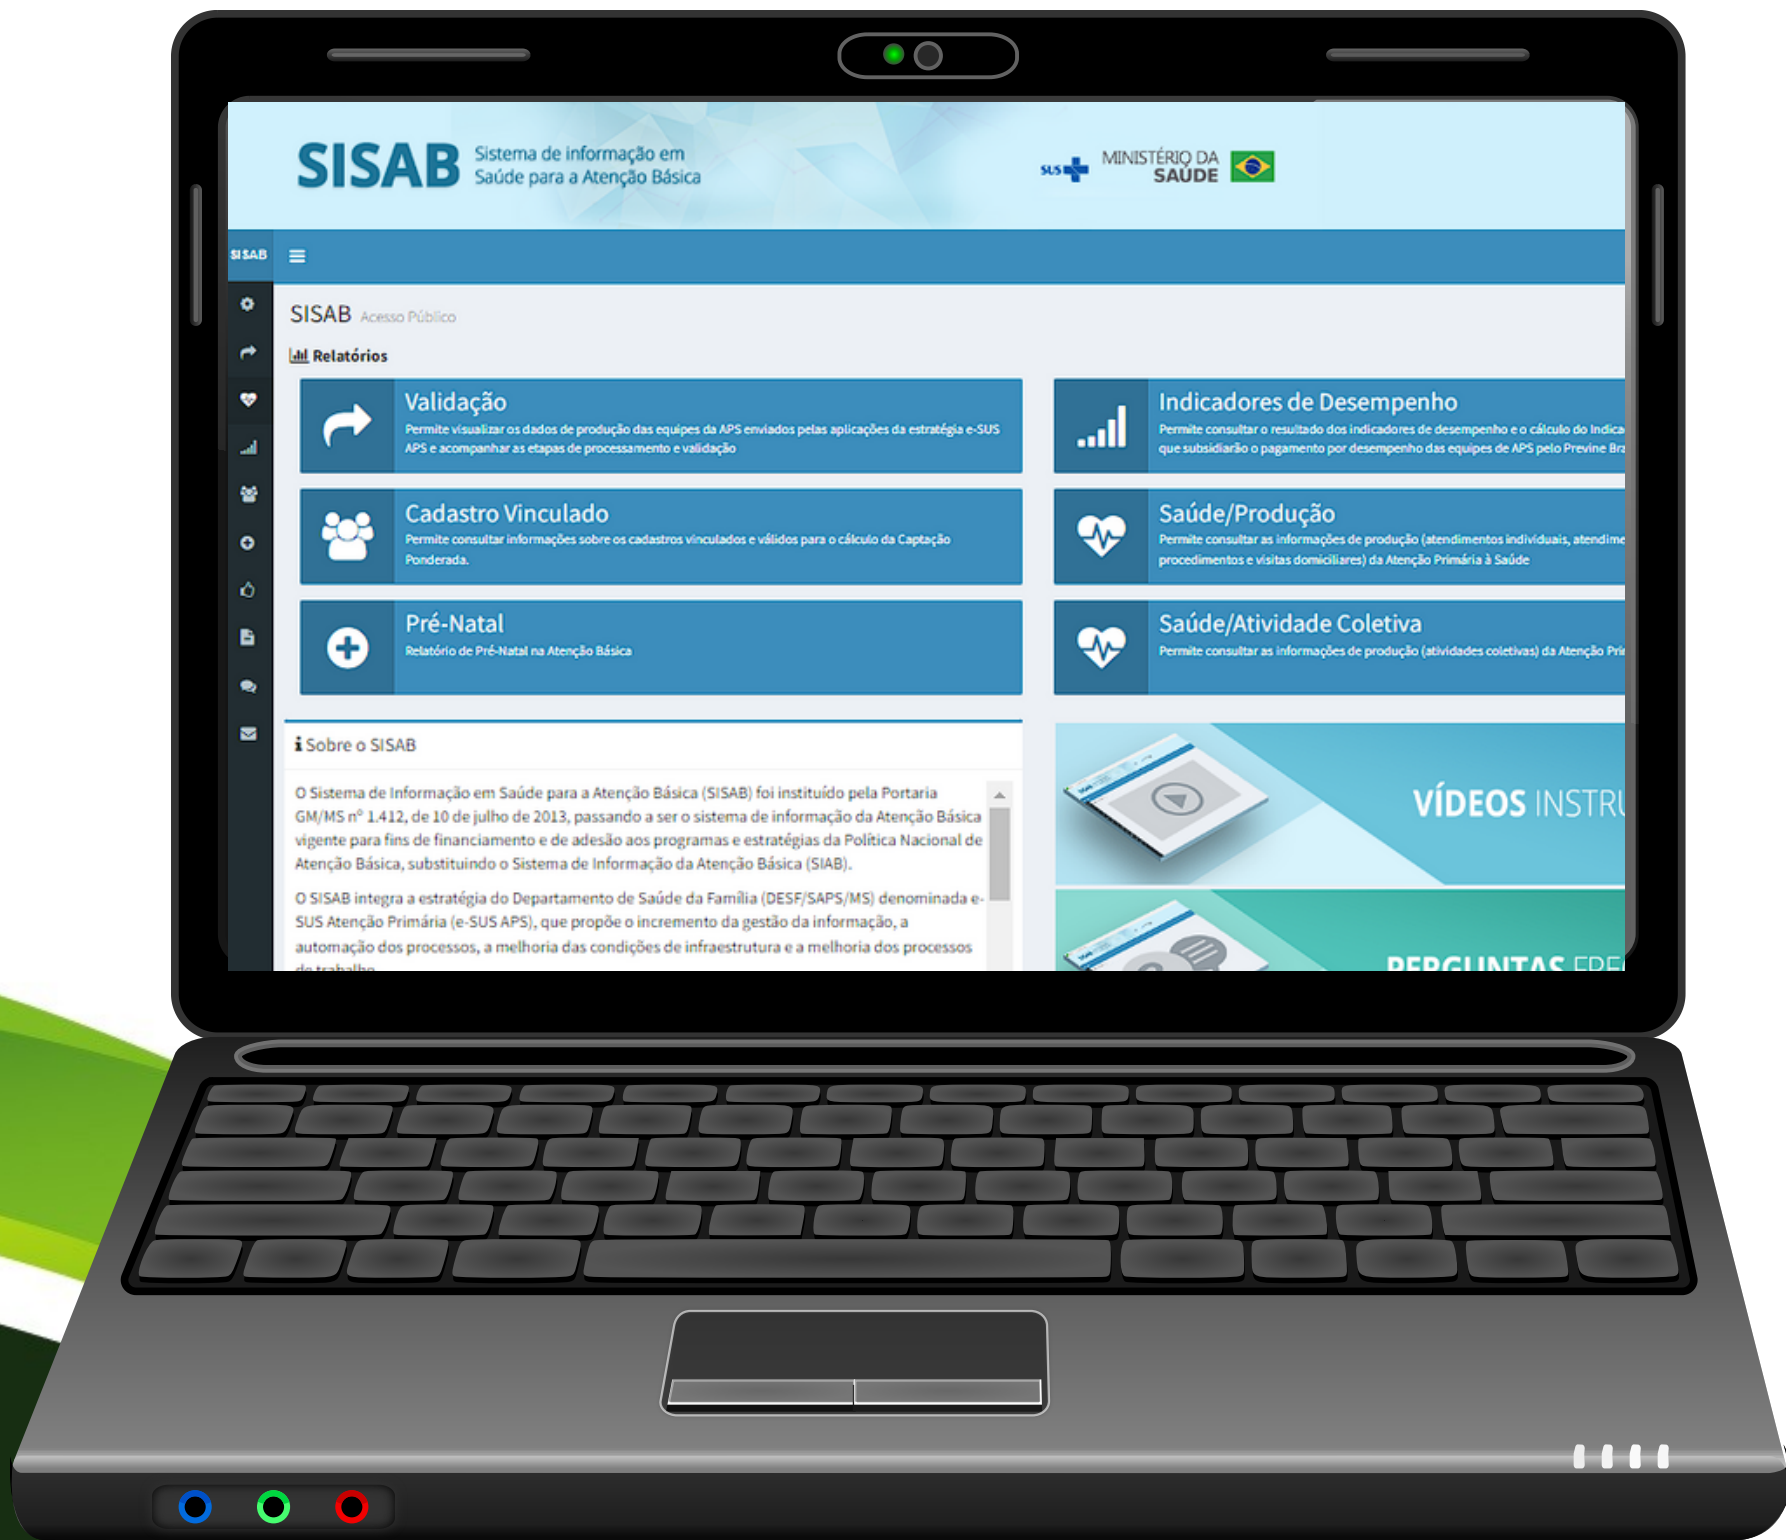 SISAB
Sistema de informação em
Saúde para a Atenção Básica
SUS
MINISTÉRIO DA
SAÚDE
SISAB
SISAB Acesso Público
Relatórios
Validação
Permite visualizar os dados de produção das equipes da APS enviados pelas aplicações da estratégia e-SUS
APS e acompanhar as etapas de processamento e validação
Indicadores de Desempenho
Permite consultar o resultado dos indicadores de desempenho e o cálculo do Indica
que subsidiarão o pagamento por desempenho das equipes de APS pelo Previne Bra
Cadastro Vinculado
Permite consultar informações sobre os cadastros vinculados e válidos para o cálculo da Captação
Ponderada.
Saúde/Produção
Permite consultar as informações de produção (atendimentos individuais, atendime
procedimentos e visitas domiciliares) da Atenção Primária à Saúde
Pré-Natal
Relatório de Pré-Natal na Atenção Básica
Saúde/Atividade Coletiva
Permite consultar as informações de produção (atividades coletivas) da Atenção Pri
Sobre o SISAB
O Sistema de Informação em Saúde para a Atenção Básica (SISAB) foi instituído pela Portaria
GM/MS nº 1.412, de 10 de julho de 2013, passando a ser o sistema de informação da Atenção Básica
vigente para fins de financiamento e de adesão aos programas e estratégias da Política Nacional de
Atenção Básica, substituindo o Sistema de Informação da Atenção Básica (SIAB).
O SISAB integra a estratégia do Departamento de Saúde da Família (DESF/SAPS/MS) denominada e-
SUS Atenção Primária (e-SUS APS), que propõe o incremento da gestão da informação, a
automação dos processos, a melhoria das condições de infraestrutura e a melhoria dos processos
de trabalho
VÍDEOS INSTRU
PERGUNTAS FRE